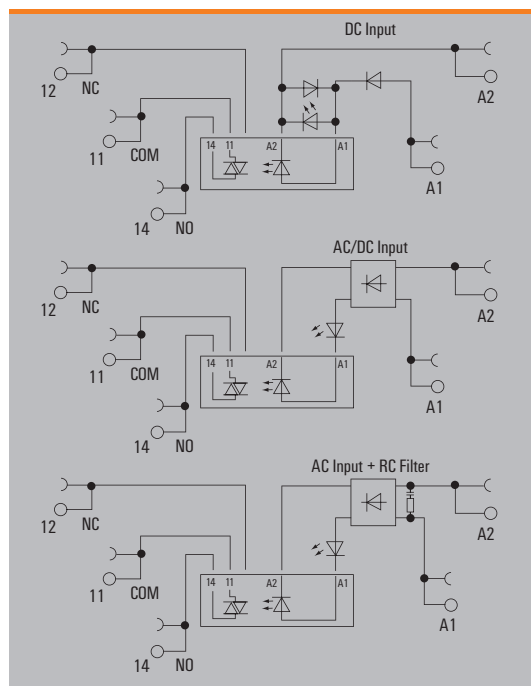 DC Input
12 NC
A2
11 COM
14 11 A2 A1
A1
14 NO
AC/DC Input
12 NC
A2
11 COM
14 11 A2 A1
A1
14 NO
AC Input + RC Filter
12 NC
A2
11 COM
14 11 A2 A1
A1
14 NO